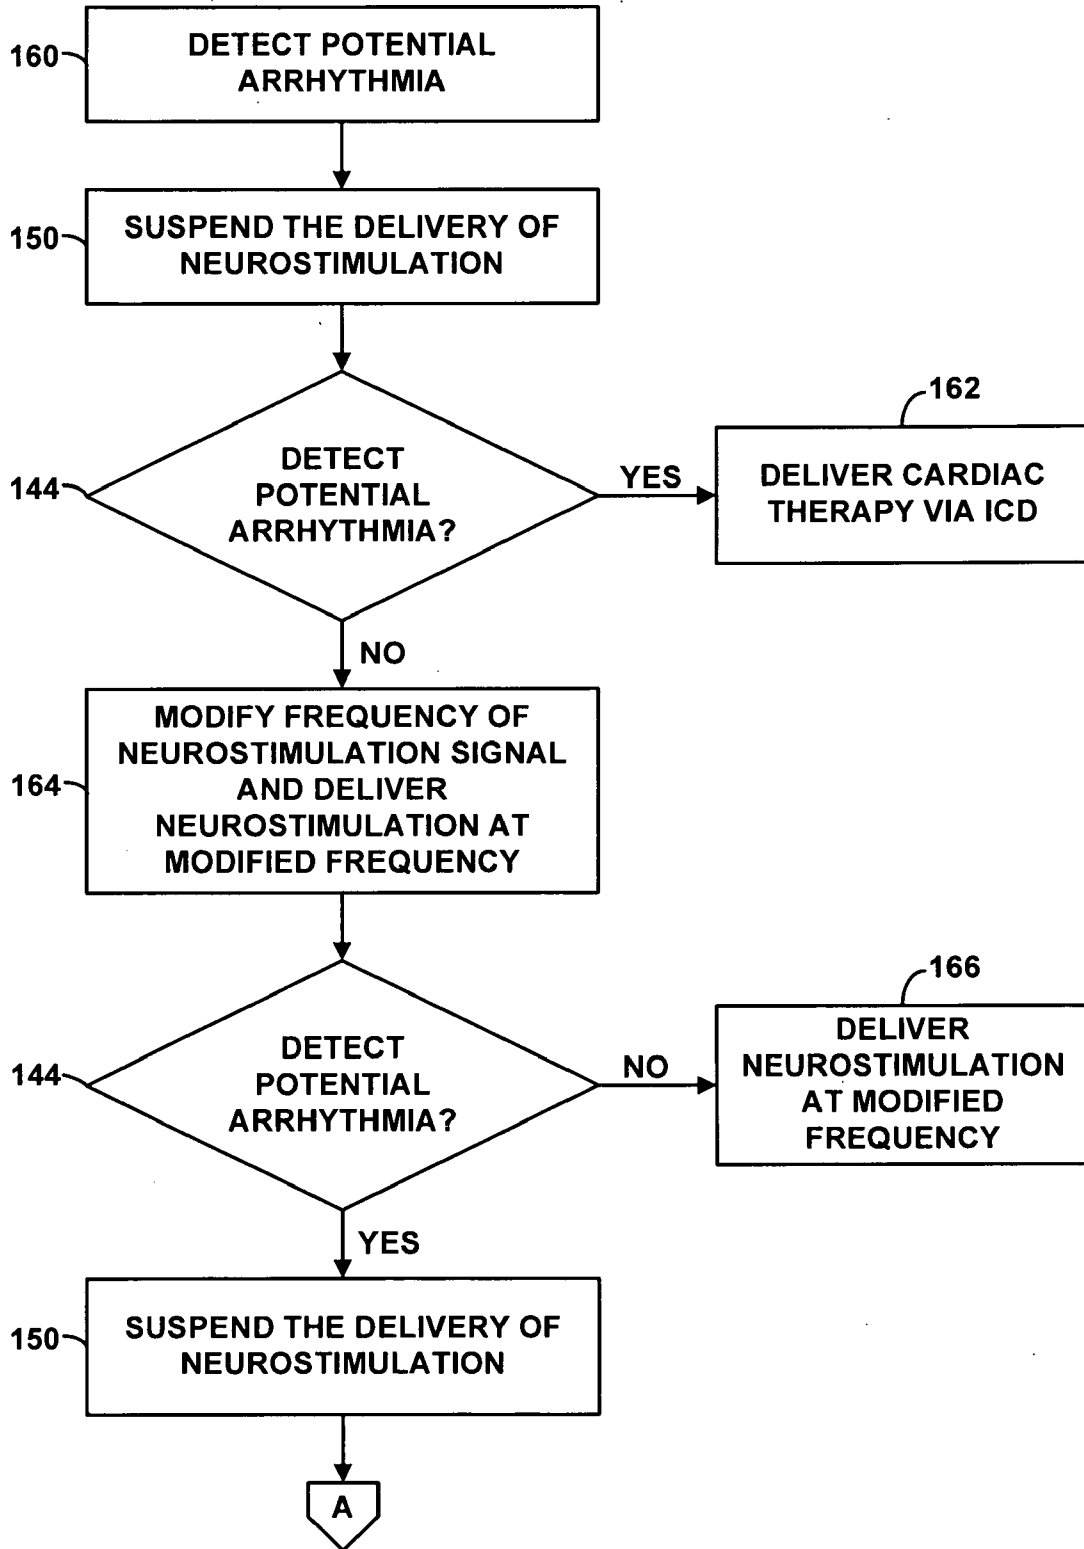 160
DETECT POTENTIAL
ARRHYTHMIA
150
SUSPEND THE DELIVERY OF
NEUROSTIMULATION
144
DETECT
POTENTIAL
ARRHYTHMIA?
YES
162
DELIVER CARDIAC
THERAPY VIA ICD
NO
164
MODIFY FREQUENCY OF
NEUROSTIMULATION SIGNAL
AND DELIVER
NEUROSTIMULATION AT
MODIFIED FREQUENCY
144
DETECT
POTENTIAL
ARRHYTHMIA?
NO
166
DELIVER
NEUROSTIMULATION
AT MODIFIED
FREQUENCY
YES
150
SUSPEND THE DELIVERY OF
NEUROSTIMULATION
A